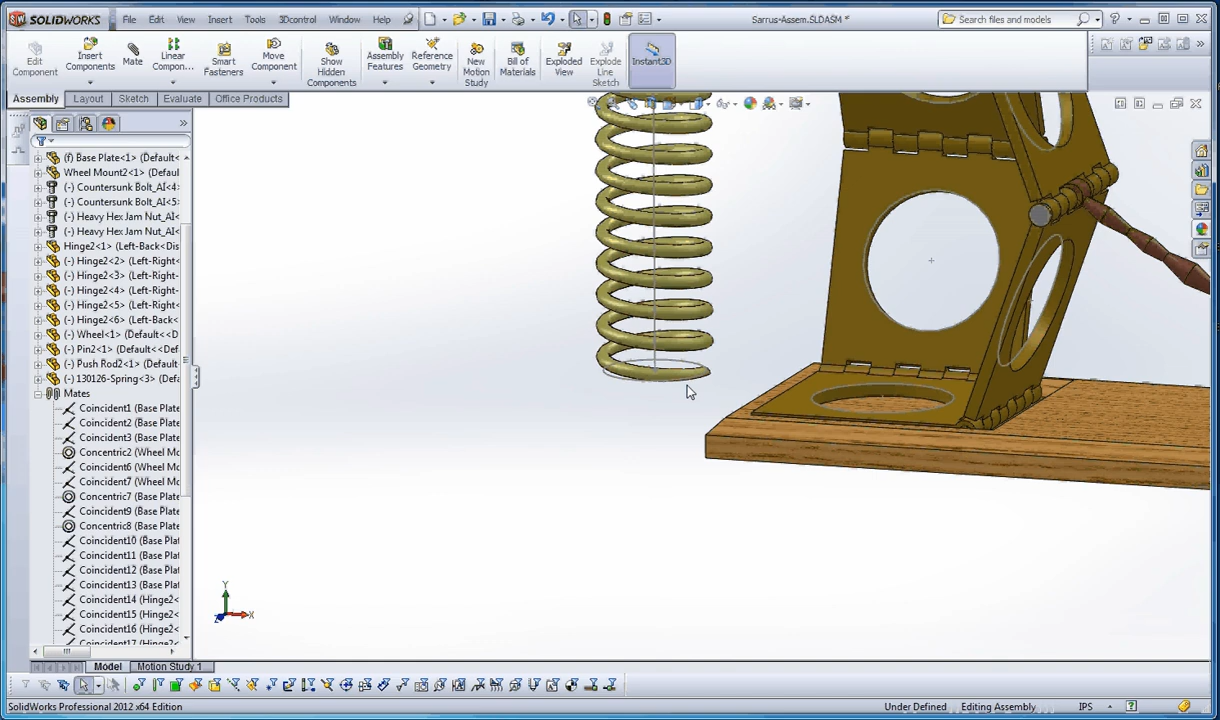 SOLIDWORKS File Edit View Insert Tools 3Dcontrol Window Help Sarrus-Assem.SLDASM * Search files and models
Edit Component
Insert Components
Mate
Linear Compon...
Smart Fasteners
Move Component
Show Hidden Components
Assembly Features
Reference Geometry
New Motion Study
Bill of Materials
Exploded View
Explode Line Sketch
Instant3D
Assembly Layout Sketch Evaluate Office Products
(f) Base Plate<1> (Default<
Wheel Mount2<1> (Defaul
(-) Countersunk Bolt_AI<4>
(-) Countersunk Bolt_AI<5>
(-) Heavy Hex Jam Nut_AI<
(-) Heavy Hex Jam Nut_AI<
Hinge2<1> (Left-Back<Dis
(-) Hinge2<2> (Left-Right<
(-) Hinge2<3> (Left-Right-
(-) Hinge2<4> (Left-Right-
(-) Hinge2<5> (Left-Right-
(-) Hinge2<6> (Left-Back<
(-) Wheel<1> (Default<<D
(-) Pin2<1> (Default<<Def
(-) Push Rod2<1> (Default
(-) 130126-Spring<3> (Defa
Mates
Coincident1 (Base Plate
Coincident2 (Base Plate
Coincident3 (Base Plate
Concentric2 (Wheel Mo
Coincident6 (Wheel Mo
Coincident7 (Wheel Mo
Concentric7 (Base Plate
Coincident9 (Base Plate
Concentric8 (Base Plate
Coincident10 (Base Plat
Coincident11 (Base Plat
Coincident12 (Base Plat
Coincident13 (Base Plat
Coincident14 (Hinge2<
Coincident15 (Hinge2<
Coincident16 (Hinge2<
Coincident17 (Hinge2<
Y
X
Z
Model Motion Study 1
SolidWorks Professional 2012 x64 Edition Under Defined Editing Assembly IPS